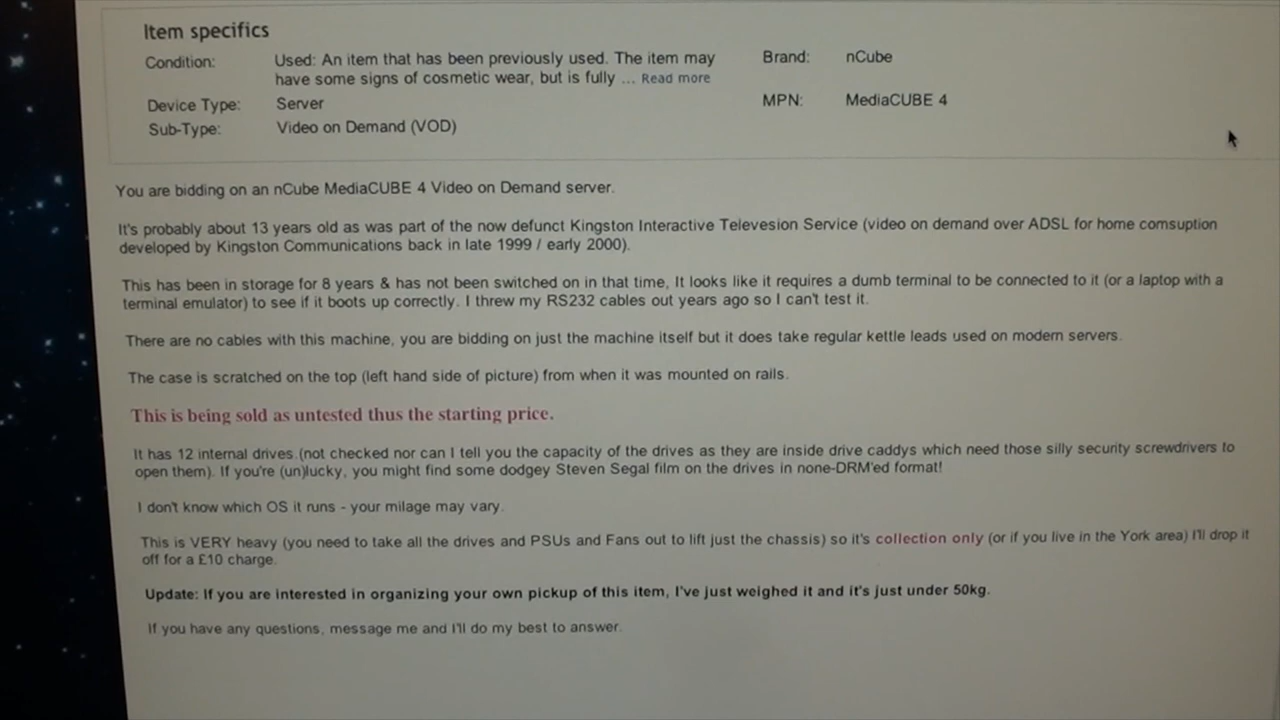 Item specifics
Condition: Used: An item that has been previously used. The item may
have some signs of cosmetic wear, but is fully ... Read more
Brand: nCube
Device Type: Server
MPN: MediaCUBE 4
Sub-Type: Video on Demand (VOD)
You are bidding on an nCube MediaCUBE 4 Video on Demand server.
It's probably about 13 years old as was part of the now defunct Kingston Interactive Televesion Service (video on demand over ADSL for home comsuption
developed by Kingston Communications back in late 1999 / early 2000).
This has been in storage for 8 years & has not been switched on in that time, It looks like it requires a dumb terminal to be connected to it (or a laptop with a
terminal emulator) to see if it boots up correctly. I threw my RS232 cables out years ago so I can't test it.
There are no cables with this machine, you are bidding on just the machine itself but it does take regular kettle leads used on modern servers.
The case is scratched on the top (left hand side of picture) from when it was mounted on rails.
This is being sold as untested thus the starting price.
It has 12 internal drives.(not checked nor can I tell you the capacity of the drives as they are inside drive caddys which need those silly security screwdrivers to
open them). If you're (un)lucky, you might find some dodgey Steven Segal film on the drives in none-DRM'ed format!
I don't know which OS it runs - your milage may vary.
This is VERY heavy (you need to take all the drives and PSUs and Fans out to lift just the chassis) so it's collection only (or if you live in the York area) I'll drop it
off for a £10 charge.
Update: If you are interested in organizing your own pickup of this item, I've just weighed it and it's just under 50kg.
If you have any questions, message me and I'll do my best to answer.